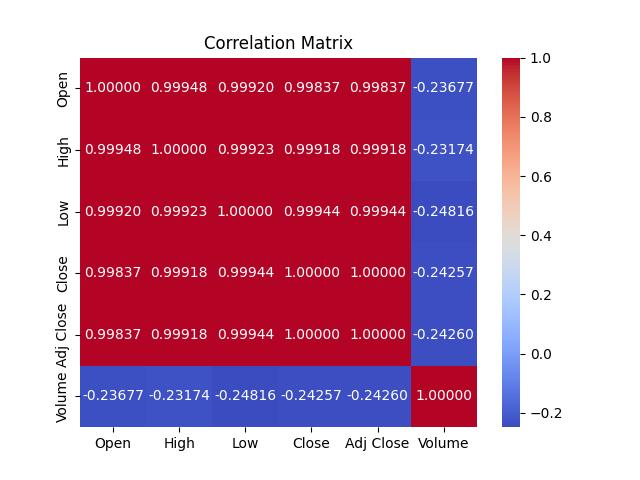 Correlation Matrix
Open 1.00000 0.99948 0.99920 0.99837 0.99837 -0.23677
High 0.99948 1.00000 0.99923 0.99918 0.99918 -0.23174
Low 0.99920 0.99923 1.00000 0.99944 0.99944 -0.24816
Close 0.99837 0.99918 0.99944 1.00000 1.00000 -0.24257
Adj Close 0.99837 0.99918 0.99944 1.00000 1.00000 -0.24260
Volume -0.23677 -0.23174 -0.24816 -0.24257 -0.24260 1.00000
Open High Low Close Adj Close Volume
1.0
0.8
0.6
0.4
0.2
0.0
−0.2